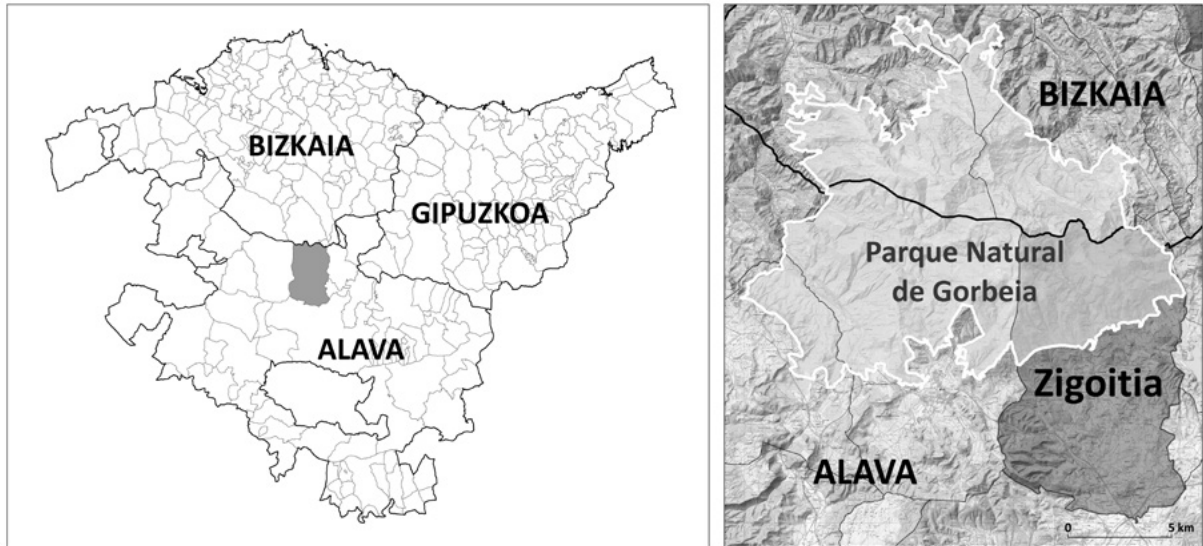 BIZKAIA
GIPUZKOA
ALAVA
BIZKAIA
Parque Natural
de Gorbeia
Zigoitia
ALAVA
0 5 km